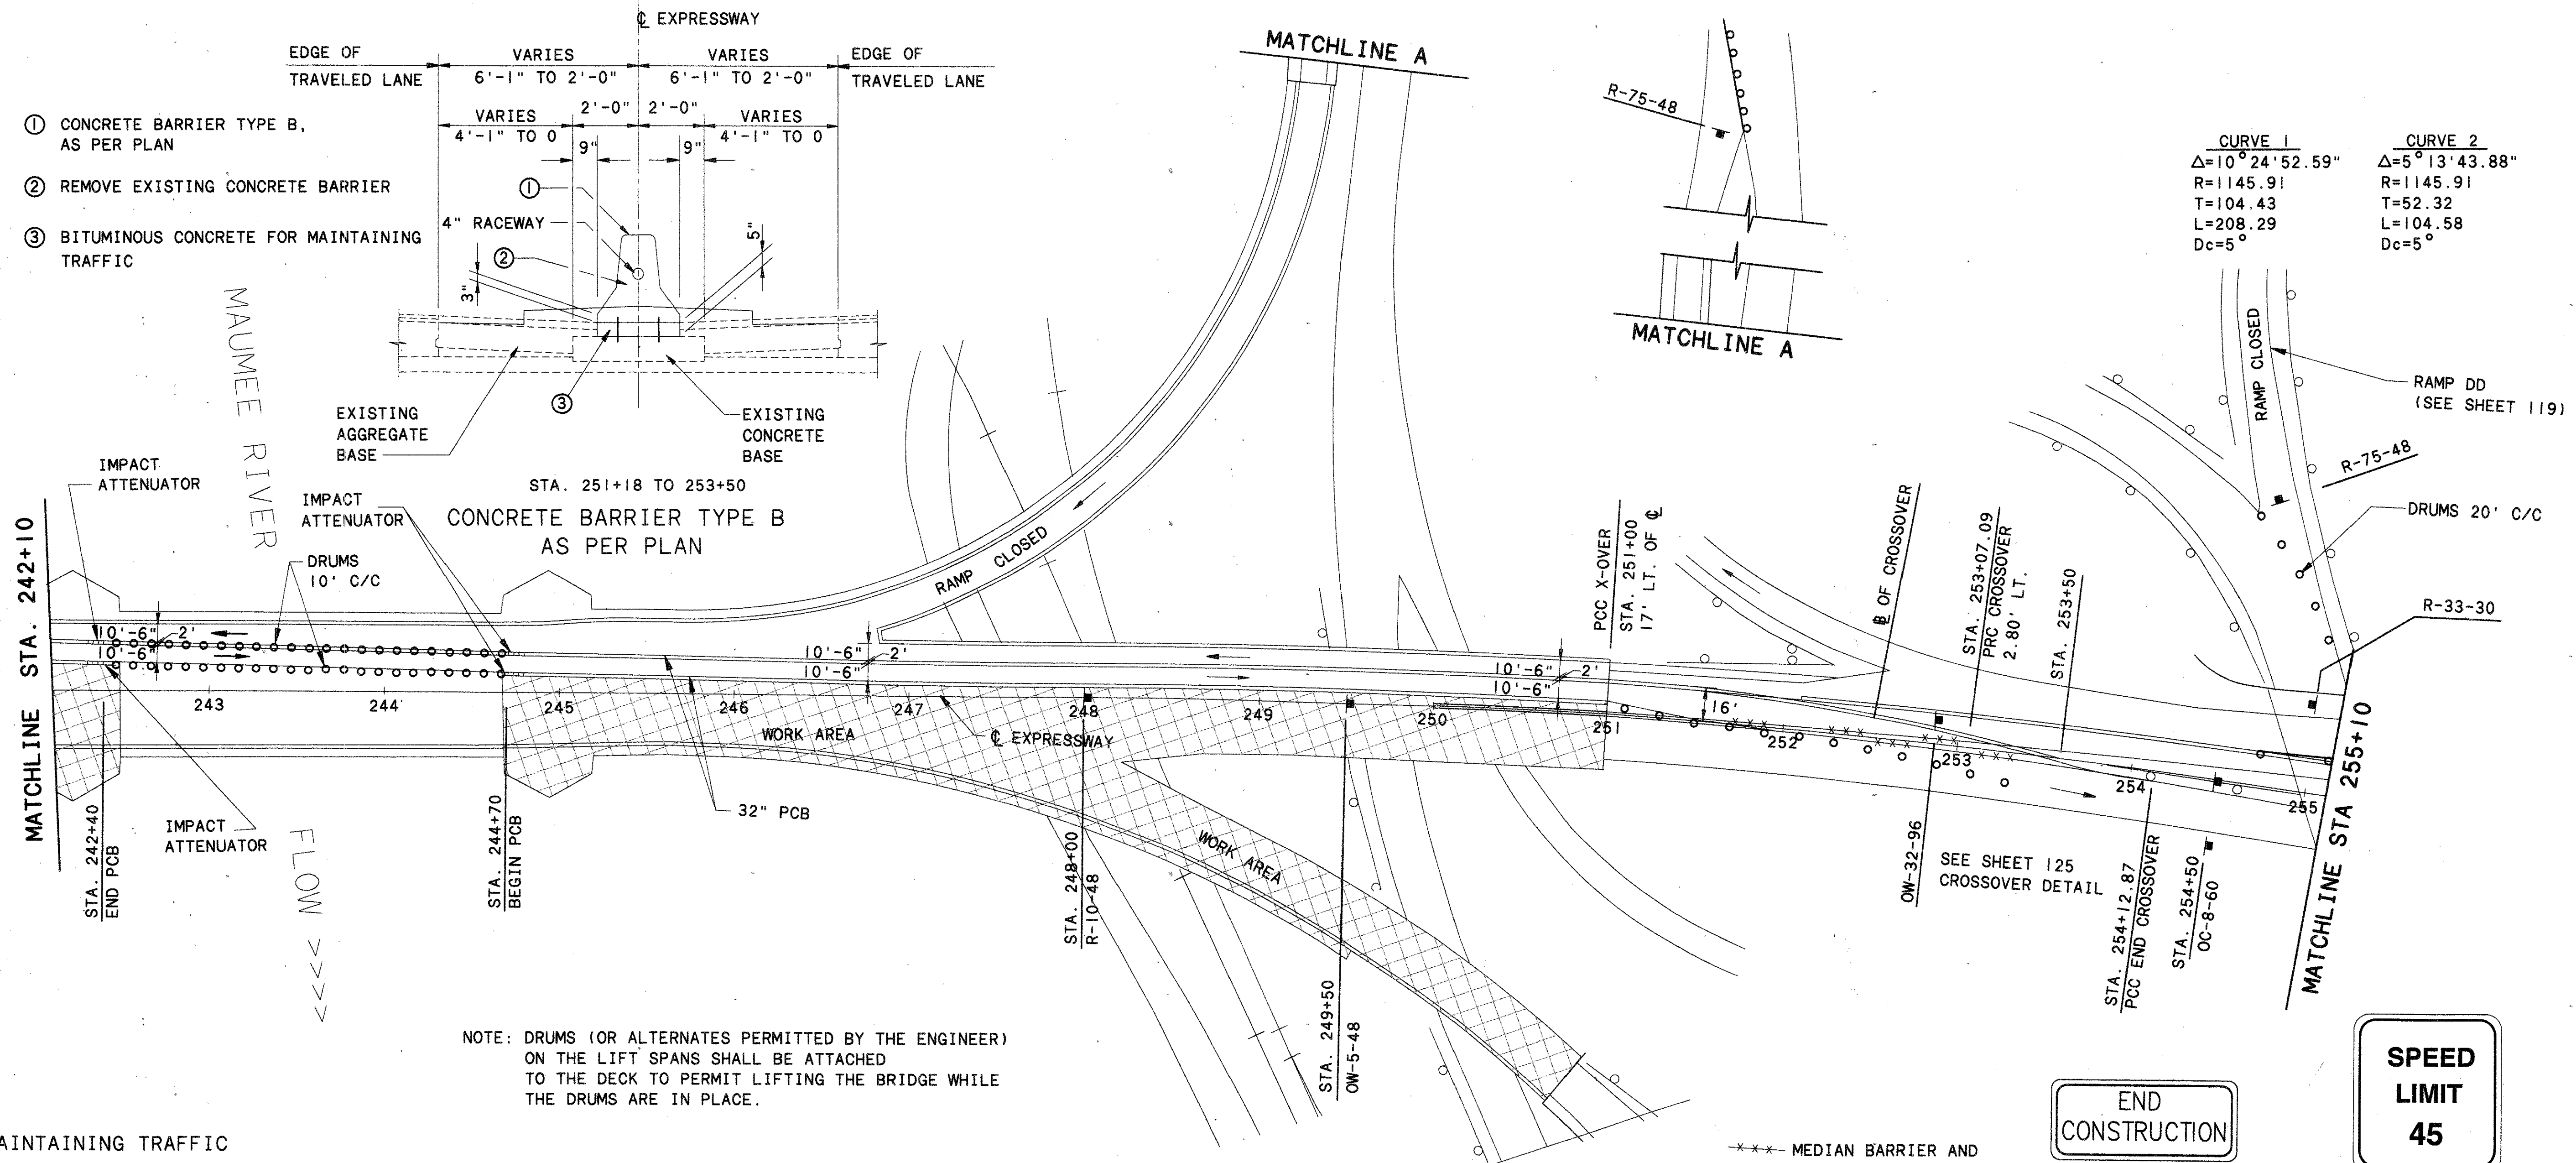 ℄ EXPRESSWAY
EDGE OF
TRAVELED LANE
VARIES
6'-1" TO 2'-0"
VARIES
6'-1" TO 2'-0"
EDGE OF
TRAVELED LANE
VARIES
4'-1" TO 0
2'-0"
2'-0"
VARIES
4'-1" TO 0
9"
9"
① CONCRETE BARRIER TYPE B,
AS PER PLAN
② REMOVE EXISTING CONCRETE BARRIER
③ BITUMINOUS CONCRETE FOR MAINTAINING
TRAFFIC
①
4" RACEWAY
②
3"
5"
③
EXISTING
AGGREGATE
BASE
EXISTING
CONCRETE
BASE
STA. 251+18 TO 253+50
CONCRETE BARRIER TYPE B
AS PER PLAN
MATCHLINE A
R-75-48
MATCHLINE A
CURVE 1
Δ=10°24'52.59"
R=1145.91
T=104.43
L=208.29
Dc=5°
CURVE 2
Δ=5°13'43.88"
R=1145.91
T=52.32
L=104.58
Dc=5°
RAMP CLOSED
RAMP DD
(SEE SHEET 119)
R-75-48
DRUMS 20' C/C
R-33-30
MAUMEE RIVER
IMPACT
ATTENUATOR
IMPACT
ATTENUATOR
DRUMS
10' C/C
MATCHLINE STA. 242+10
10'-6"
2'
10'-6"
RAMP CLOSED
10'-6"
2'
10'-6"
10'-6"
2'
10'-6"
PCC X-OVER
STA. 251+00
17' LT. OF ℄
B OF CROSSOVER
STA. 253+07.09
PRC CROSSOVER
2.80' LT.
STA. 253+50
16'
243
244
245
246
247
248
249
250
251
252
253
254
255
WORK AREA
℄ EXPRESSWAY
32" PCB
WORK AREA
IMPACT
ATTENUATOR
FLOW >>>>
STA. 242+40
END PCB
STA. 244+70
BEGIN PCB
STA. 248+00
R-10-48
STA. 249+50
OW-5-48
OW-32-96
SEE SHEET 125
CROSSOVER DETAIL
STA. 254+12.87
PCC END CROSSOVER
STA. 254+50
OC-8-60
MATCHLINE STA 255+10
NOTE: DRUMS (OR ALTERNATES PERMITTED BY THE ENGINEER)
ON THE LIFT SPANS SHALL BE ATTACHED
TO THE DECK TO PERMIT LIFTING THE BRIDGE WHILE
THE DRUMS ARE IN PLACE.
AINTAINING TRAFFIC
MEDIAN BARRIER AND
END
CONSTRUCTION
SPEED
LIMIT
45